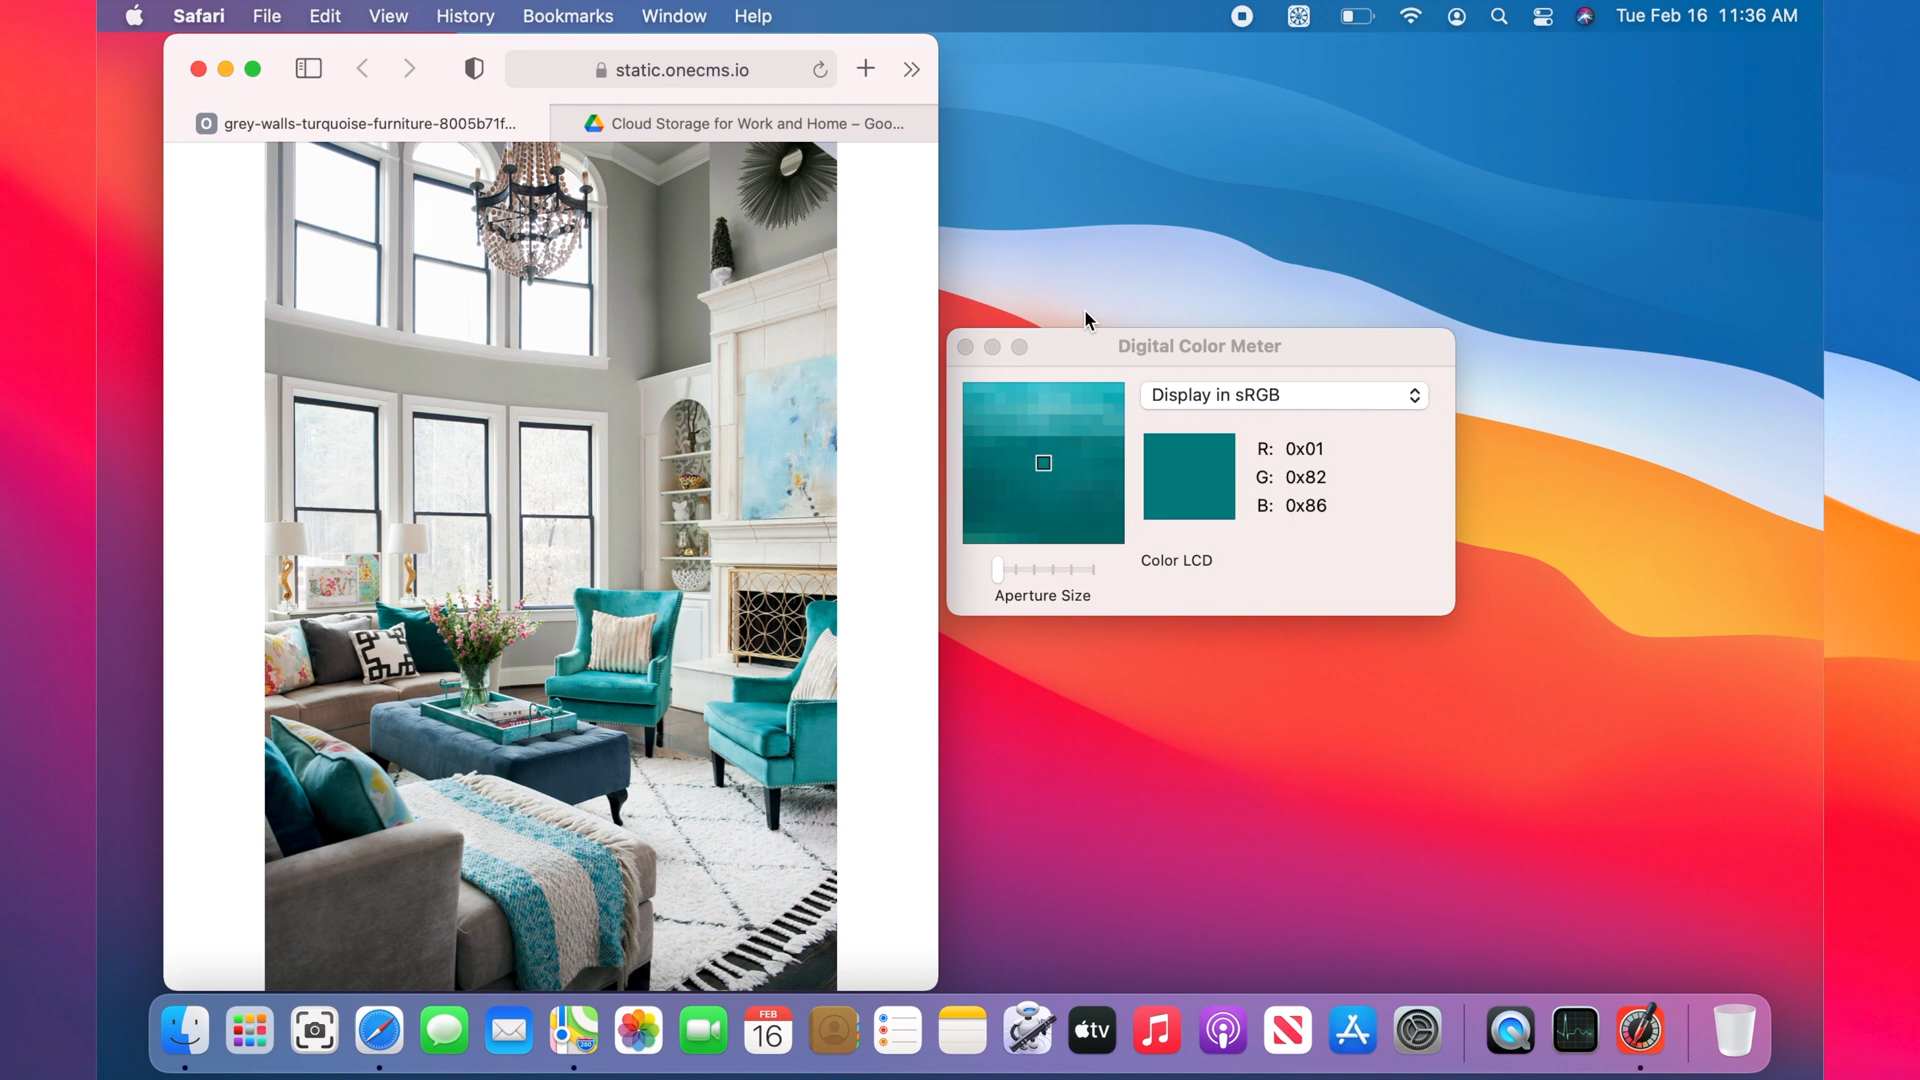 Safari File Edit View History Bookmarks Window Help Tue Feb 16 11:36 AM
static.onecms.io
O grey-walls-turquoise-furniture-8005b71f...
Cloud Storage for Work and Home – Goo...
Digital Color Meter
Display in sRGB
R: 0x01
G: 0x82
B: 0x86
Color LCD
Aperture Size
HOME
FEB
16
280
tv